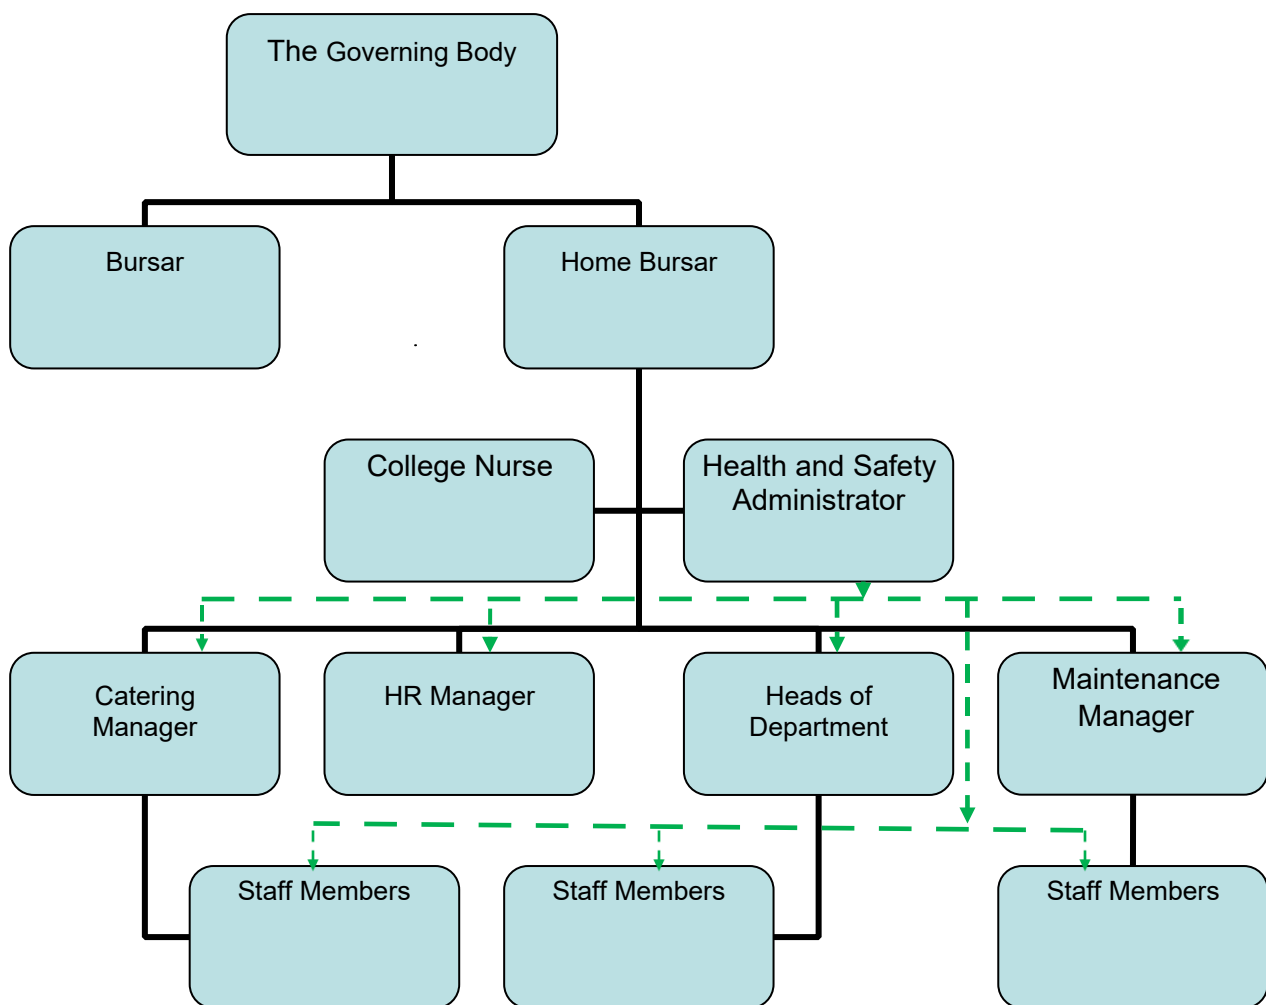 The Governing Body
Bursar
Home Bursar
College Nurse
Health and Safety
Administrator
Catering
Manager
HR Manager
Heads of
Department
Maintenance
Manager
Staff Members
Staff Members
Staff Members